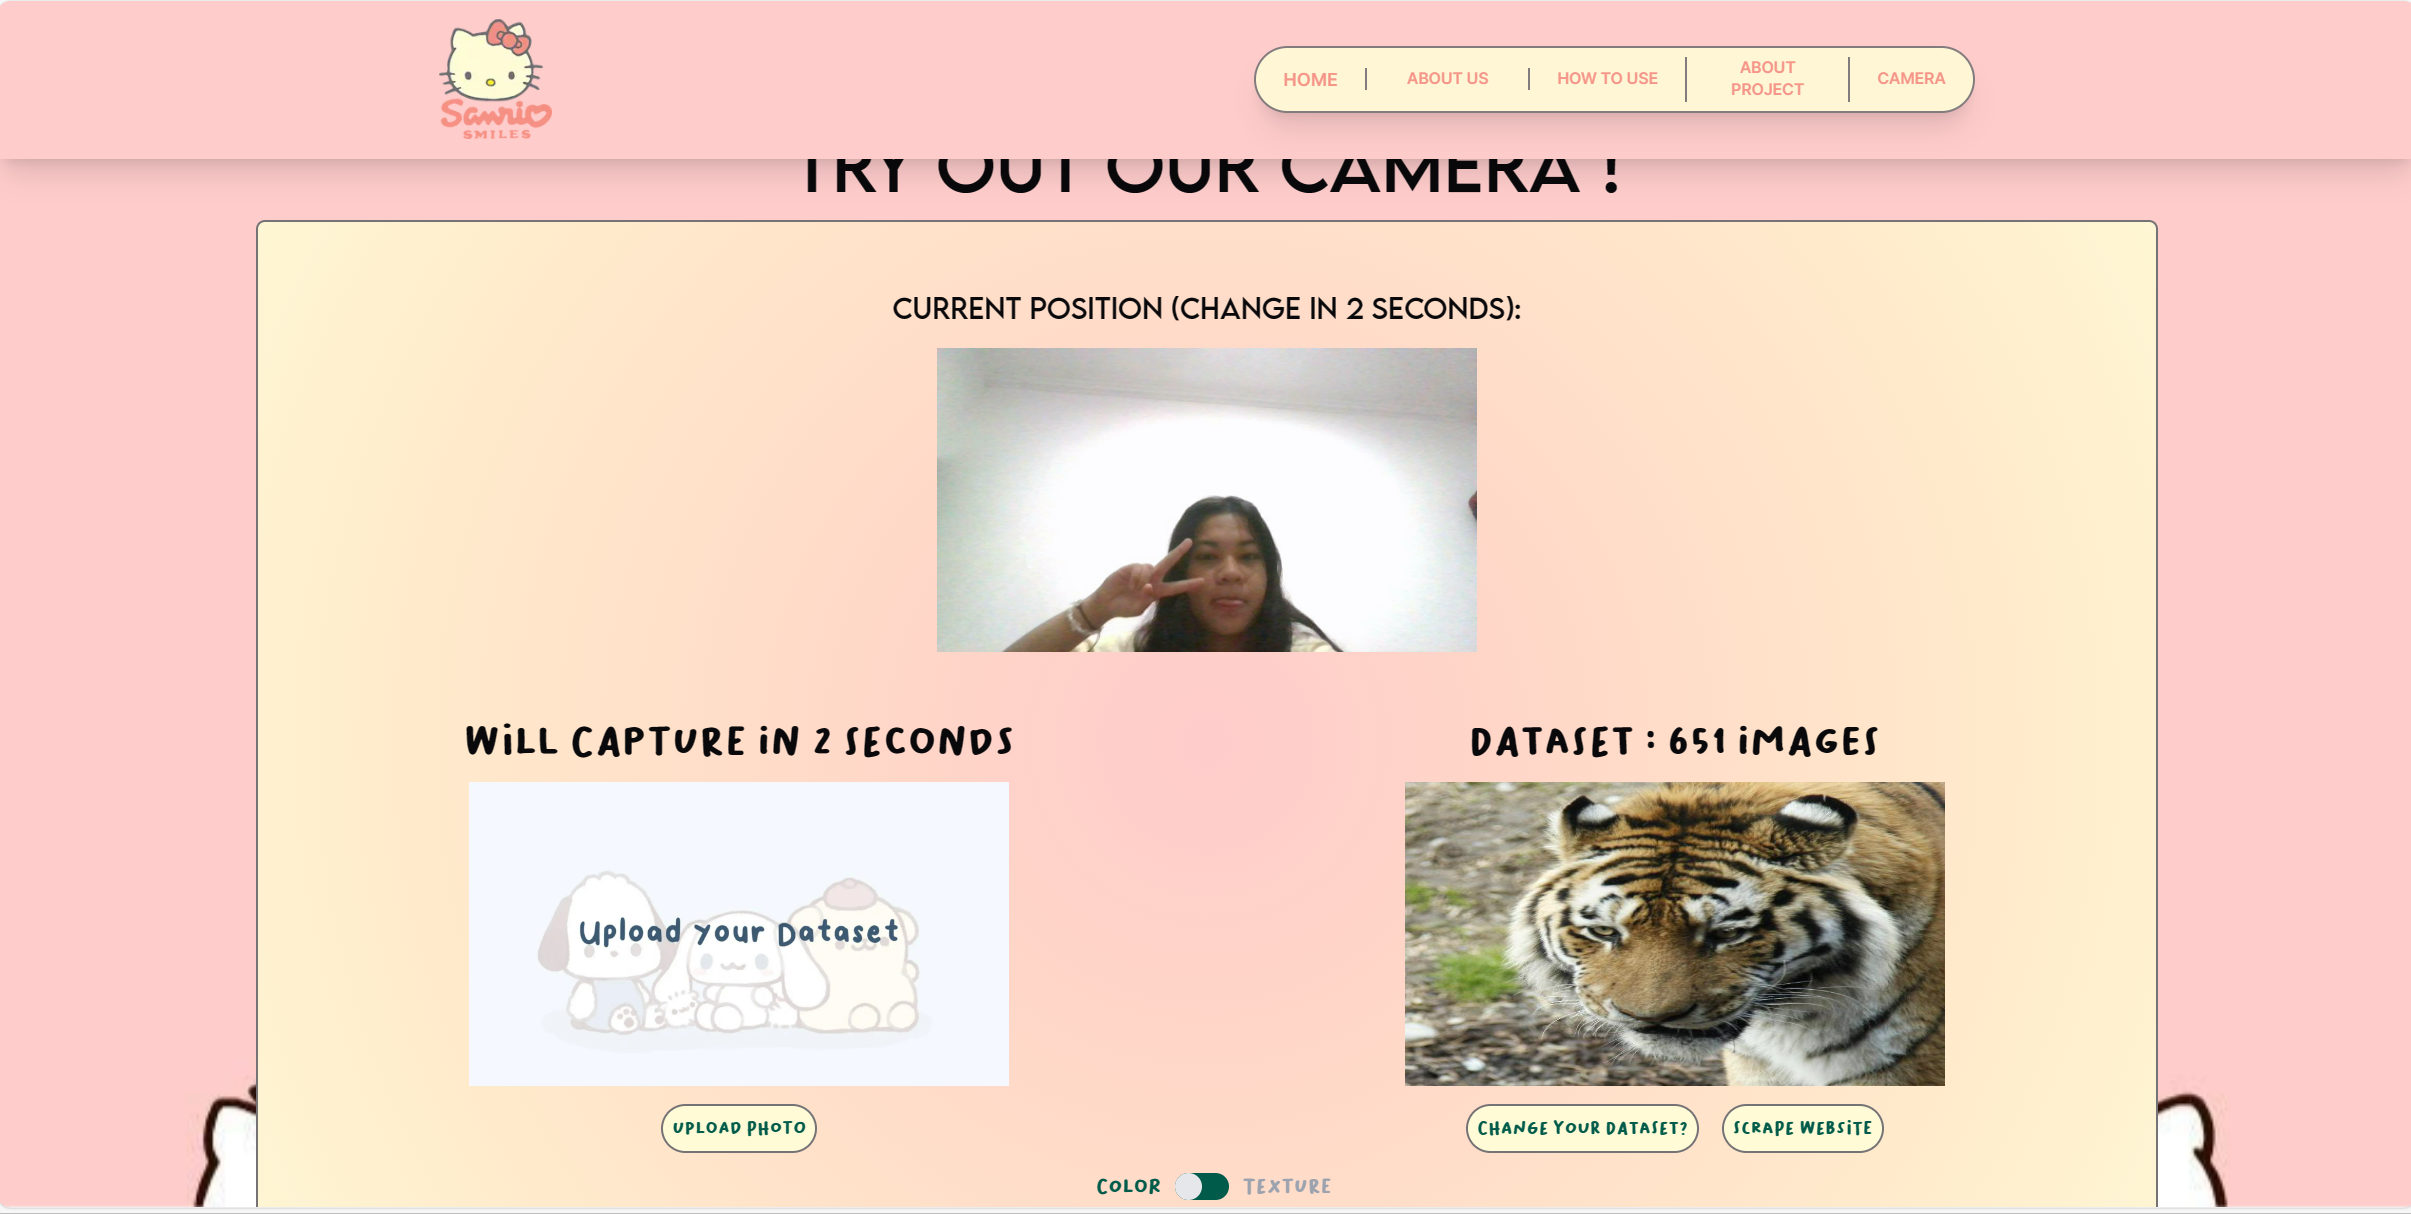 Sanrio
SMILES
HOME
ABOUT US
HOW TO USE
ABOUT
PROJECT
CAMERA
TRY OUT OUR CAMERA !
CURRENT POSITION (CHANGE IN 2 SECONDS):
WiLL CAPTURE iN 2 SECONDS
DATASET : 651 iMAGES
Upload your Dataset
UPLOAD PHOTO
CHANGE YOUR DATASET?
SCRAPE WEBSiTE
COLOR
TEXTURE